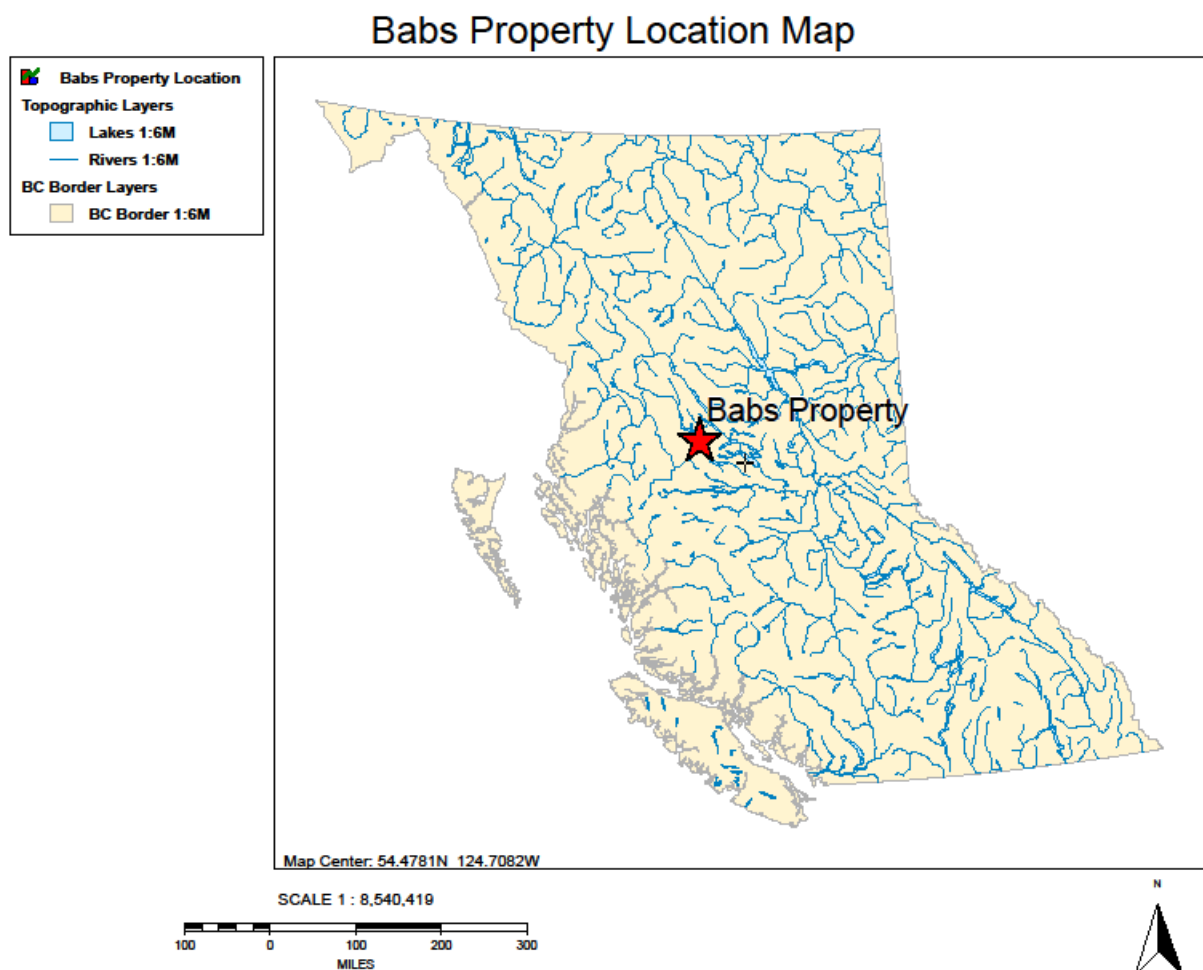 Babs Property Location Map
Babs Property Location
Topographic Layers
Lakes 1:6M
Rivers 1:6M
BC Border Layers
BC Border 1:6M
Babs Property
Map Center: 54.4781N 124.7082W
SCALE 1 : 8,540,419
100 0 100 200 300
MILES
N